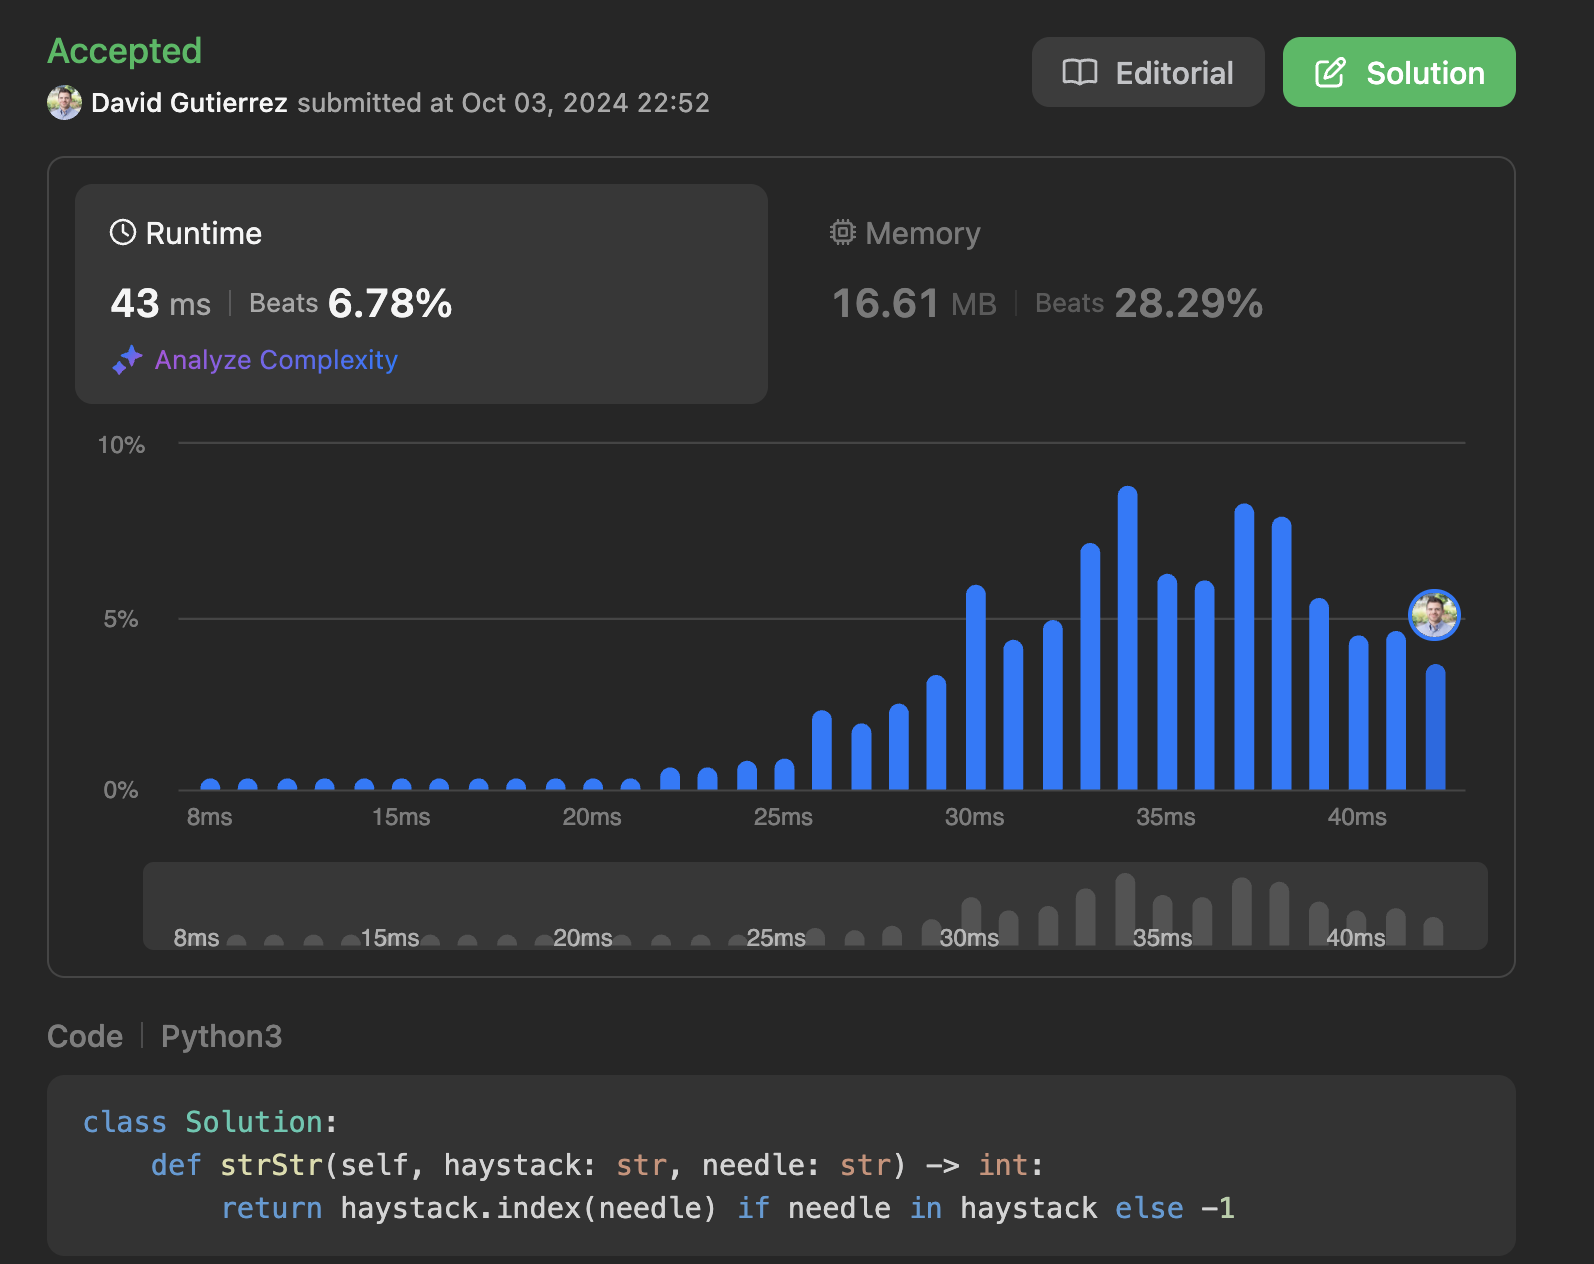 Accepted
Editorial
Solution
David Gutierrez submitted at Oct 03, 2024 22:52
Runtime
Memory
43 ms | Beats 6.78%
16.61 MB | Beats 28.29%
Analyze Complexity
10%
5%
0%
8ms 15ms 20ms 25ms 30ms 35ms 40ms
8ms 15ms 20ms 25ms 30ms 35ms 40ms
Code | Python3
class Solution:
    def strStr(self, haystack: str, needle: str) -> int:
        return haystack.index(needle) if needle in haystack else -1